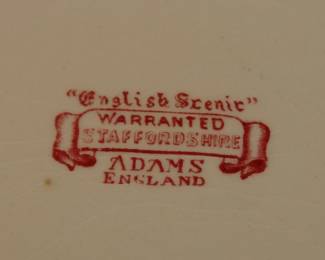 "English Scenic"
WARRANTED
STAFFORDSHIRE
ADAMS
ENGLAND